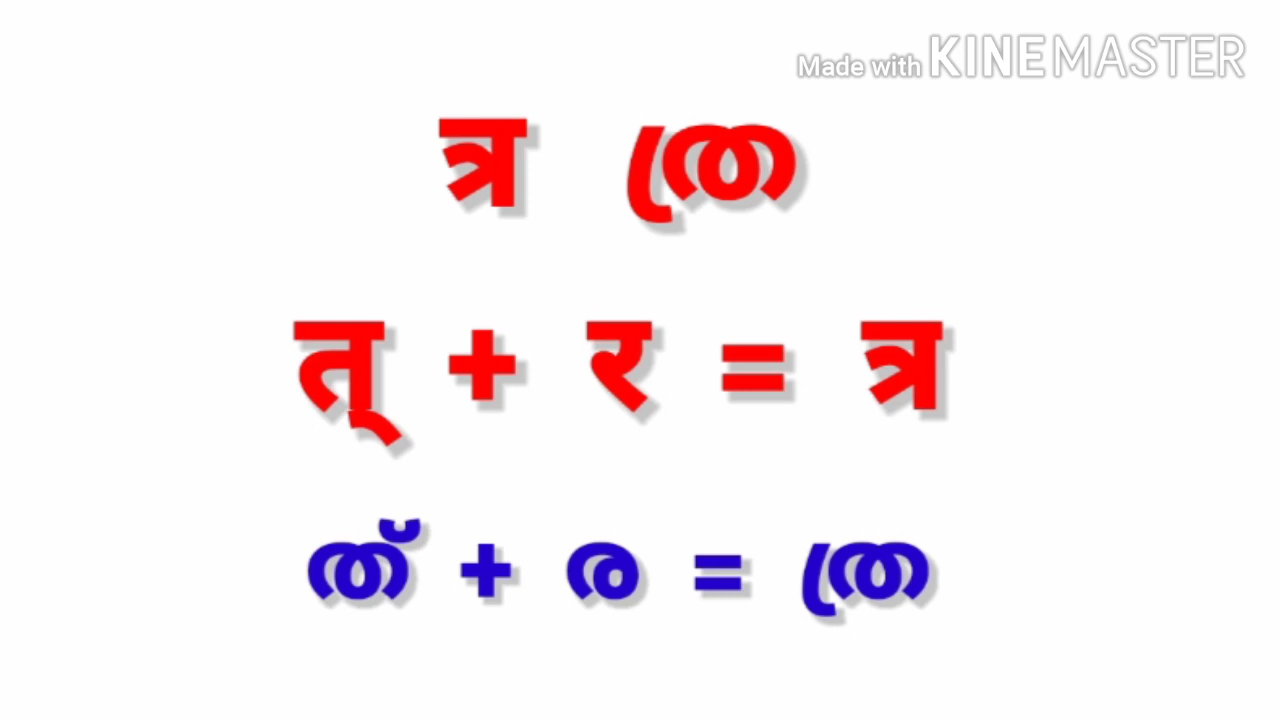 Made with KINEMASTER
त्र ത്ര
त् + र = त्र
ത് + ര = ത്ര